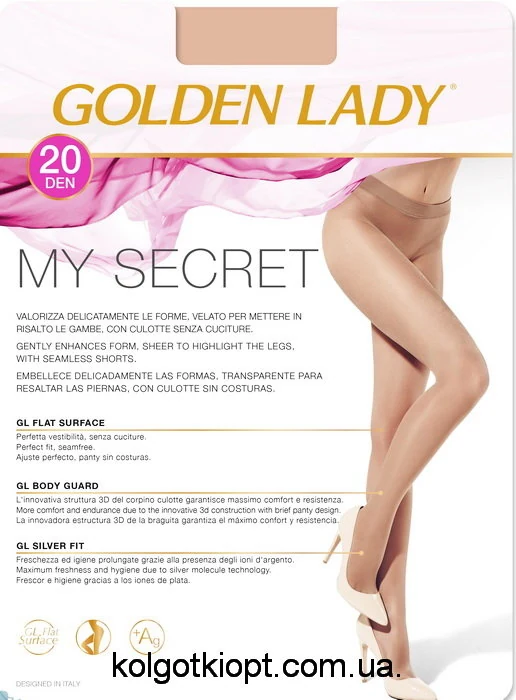 GOLDEN LADY®
20
DEN
MY SECRET
VALORIZZA DELICATAMENTE LE FORME, VELATO PER METTERE IN
RISALTO LE GAMBE, CON CULOTTE SENZA CUCITURE.
GENTLY ENHANCES FORM, SHEER TO HIGHLIGHT THE LEGS,
WITH SEAMLESS SHORTS.
EMBELLECE DELICADAMENTE LAS FORMAS, TRANSPARENTE PARA
RESALTAR LAS PIERNAS, CON CULOTTE SIN COSTURAS.
GL FLAT SURFACE
Perfetta vestibilità, senza cuciture.
Perfect fit, seamfree.
Ajuste perfecto, panty sin costuras.
GL BODY GUARD
L'innovativa struttura 3D del corpino culotte garantisce massimo comfort e resistenza.
More comfort and endurance due to the innovative 3d construction with brief panty design.
La innovadora estructura 3D de la braguita garantiza el máximo confort y resistencia.
GL SILVER FIT
Freschezza ed igiene prolungate grazie alla presenza degli ioni d'argento.
Maximum freshness and hygiene due to silver molecule technology.
Frescor e higiene gracias a los iones de plata.
GL Flat
Surface
+Ag
kolgotkiopt.com.ua.
DESIGNED IN ITALY